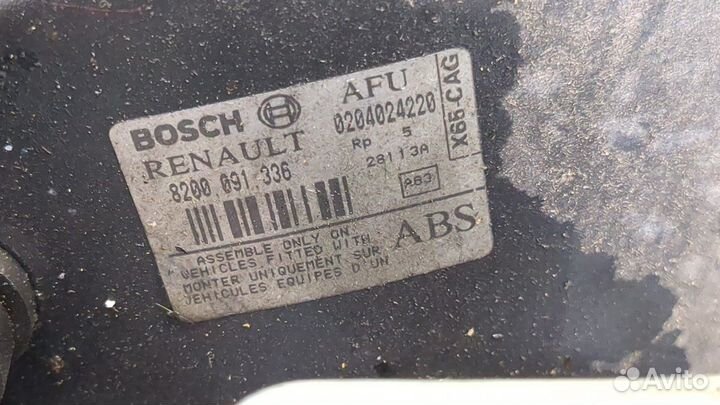 BOSCH AFU
RENAULT 0204024220
8200 091 336 Rp 5
28113A
X65-CAG
A83
ABS
ASSEMBLE ONLY ON
VEHICLES FITTED WITH
MONTER UNIQUEMENT SUR
VEHICULES EQUIPES D'UN
Avito